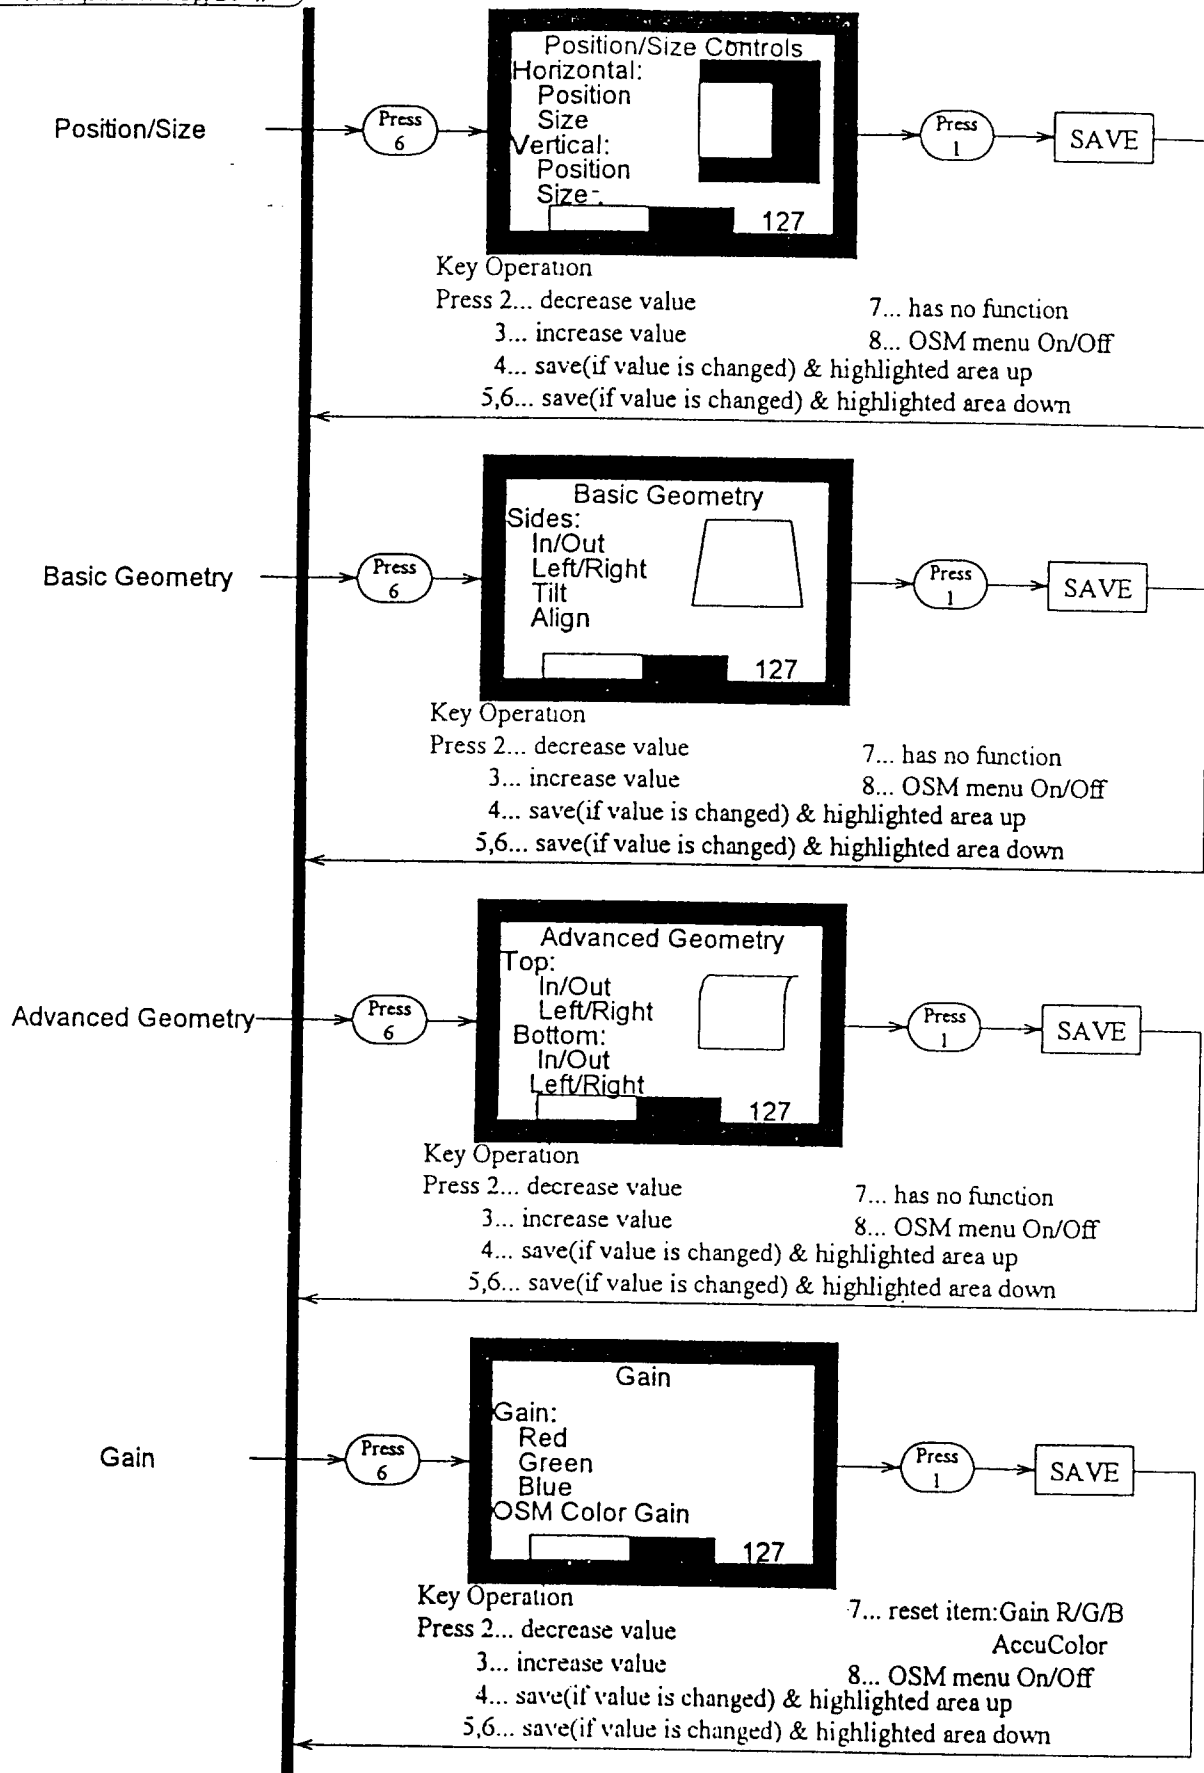 Position/Size
Press
6
Position/Size Controls
Horizontal:
Position
Size
Vertical:
Position
Size
127
Press
1
SAVE
Key Operation
Press 2... decrease value
3... increase value
4... save(if value is changed) & highlighted area up
5,6... save(if value is changed) & highlighted area down
7... has no function
8... OSM menu On/Off
Basic Geometry
Press
6
Basic Geometry
Sides:
In/Out
Left/Right
Tilt
Align
127
Press
1
SAVE
Key Operation
Press 2... decrease value
3... increase value
4... save(if value is changed) & highlighted area up
5,6... save(if value is changed) & highlighted area down
7... has no function
8... OSM menu On/Off
Advanced Geometry
Press
6
Advanced Geometry
Top:
In/Out
Left/Right
Bottom:
In/Out
Left/Right
127
Press
1
SAVE
Key Operation
Press 2... decrease value
3... increase value
4... save(if value is changed) & highlighted area up
5,6... save(if value is changed) & highlighted area down
7... has no function
8... OSM menu On/Off
Gain
Press
6
Gain
Gain:
Red
Green
Blue
OSM Color Gain
127
Press
1
SAVE
Key Operation
Press 2... decrease value
3... increase value
4... save(if value is changed) & highlighted area up
5,6... save(if value is changed) & highlighted area down
7... reset item:Gain R/G/B
AccuColor
8... OSM menu On/Off